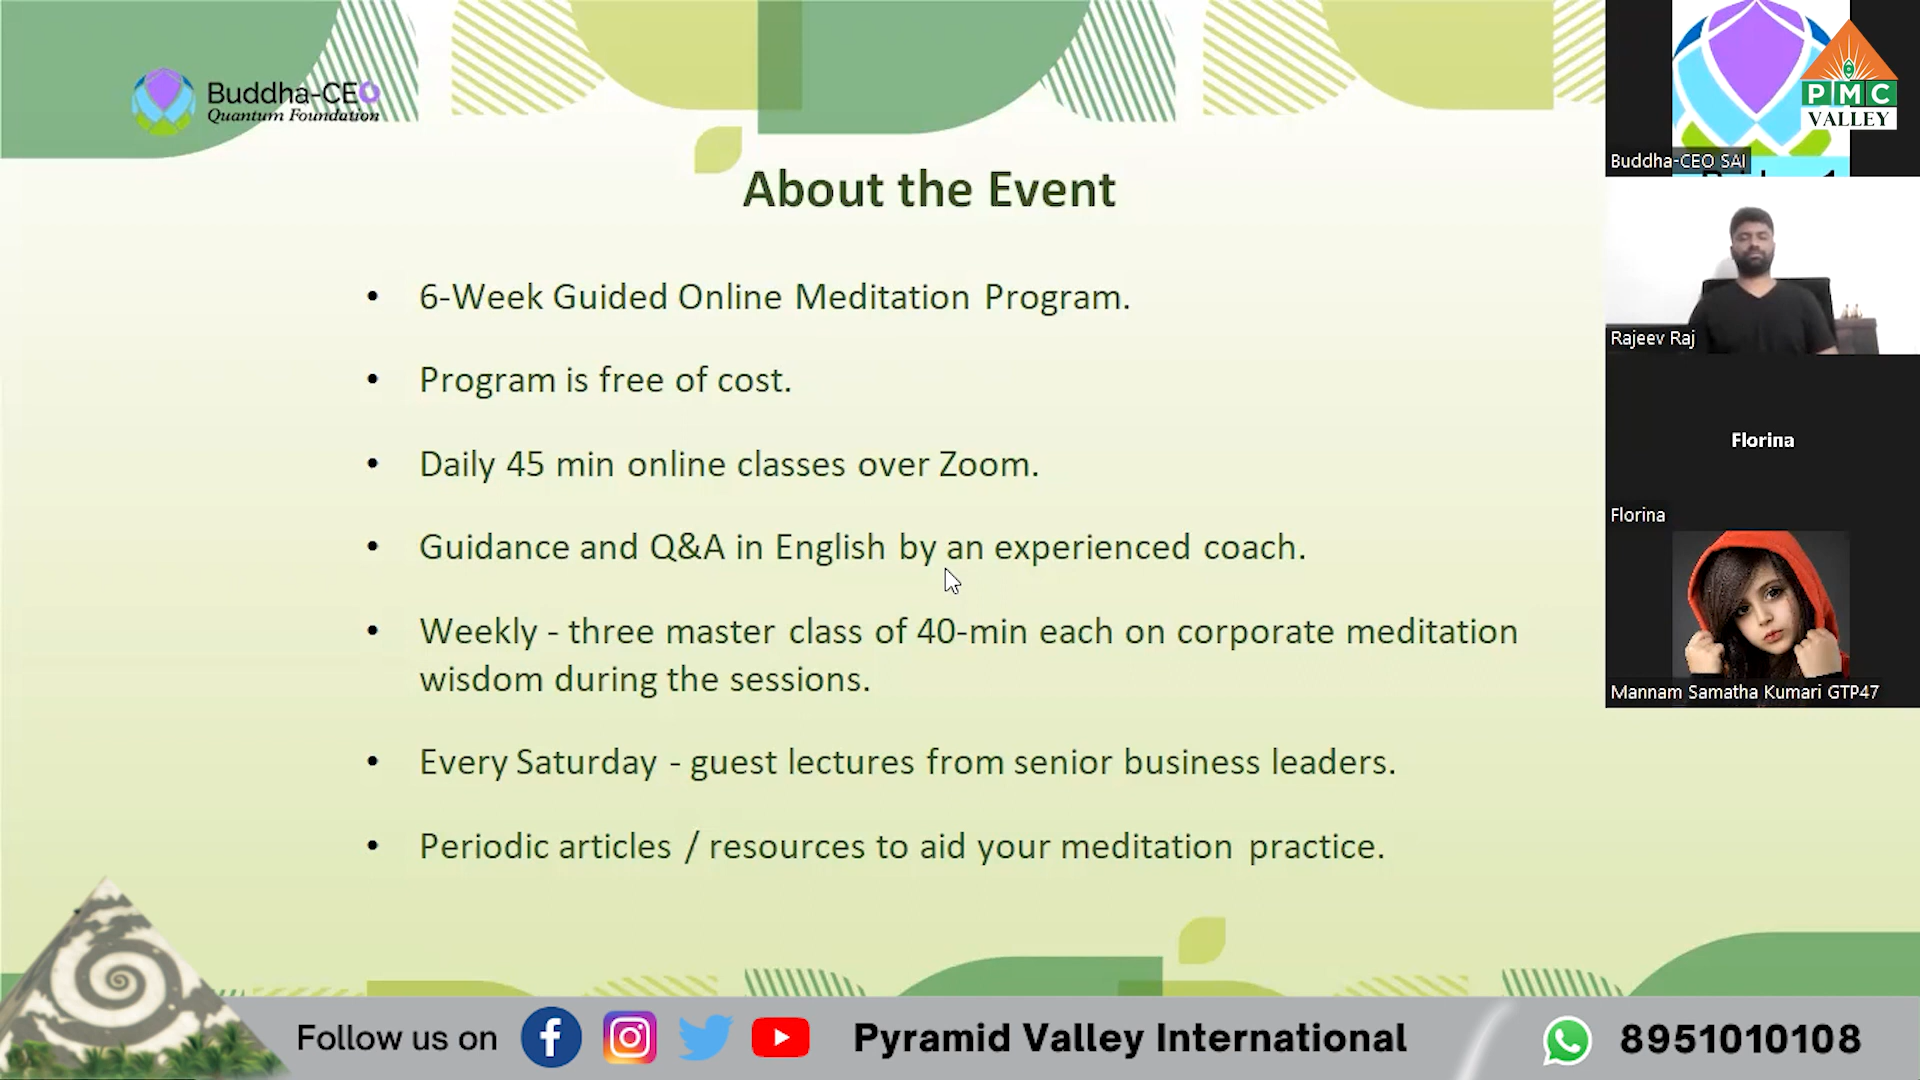 Buddha-CEO
Quantum Foundation
About the Event
• 6-Week Guided Online Meditation Program.
• Program is free of cost.
• Daily 45 min online classes over Zoom.
• Guidance and Q&A in English by an experienced coach.
• Weekly - three master class of 40-min each on corporate meditation
wisdom during the sessions.
• Every Saturday - guest lectures from senior business leaders.
• Periodic articles / resources to aid your meditation practice.
PMC
VALLEY
Buddha-CEO SAI
Rajeev Raj
Florina
Florina
Mannam Samatha Kumari GTP47
Follow us on
Pyramid Valley International
8951010108